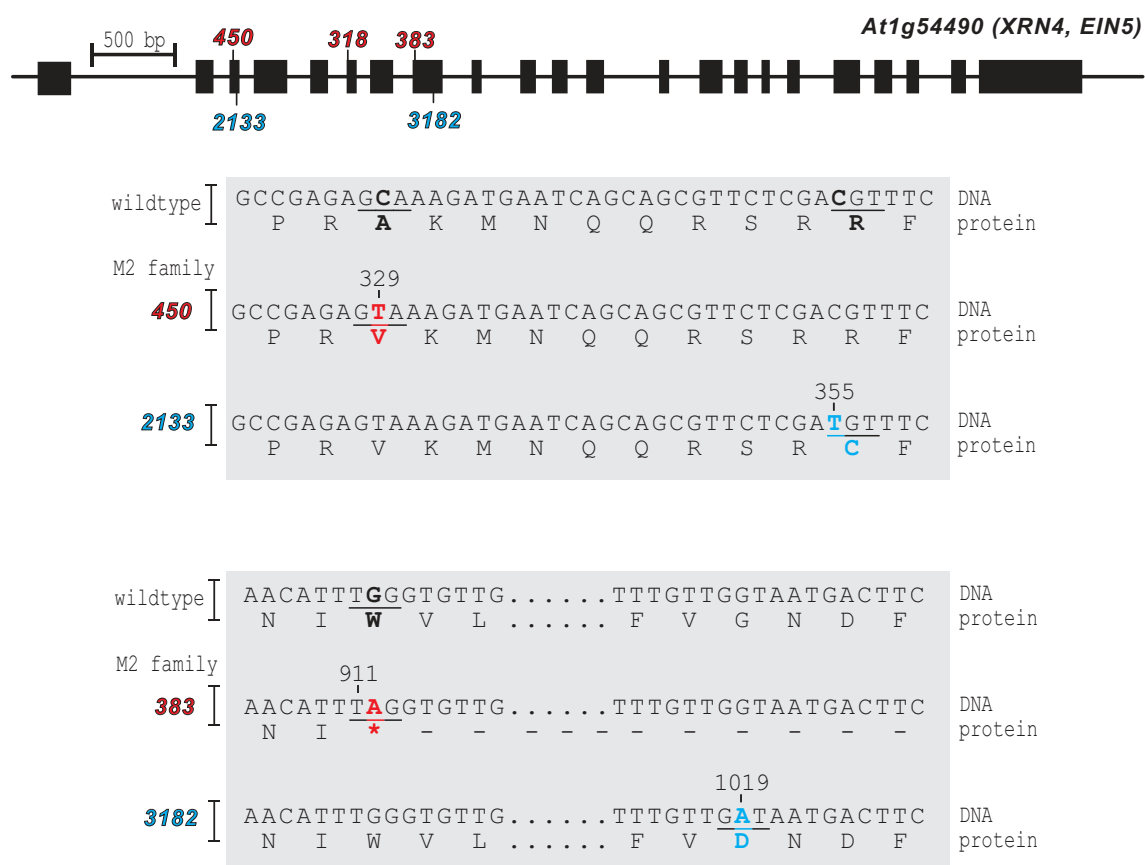 At1g54490 (XRN4, EIN5)
500 bp 450 318 383
2133 3182
wildtype GCCGAGAGCAAAGATGAATCAGCAGCGTTCTCGACGTTTC DNA
P R A K M N Q Q R S R R F protein
M2 family
329
450 GCCGAGAGTAAAGATGAATCAGCAGCGTTCTCGACGTTTC DNA
P R V K M N Q Q R S R R F protein
355
2133 GCCGAGAGTAAAGATGAATCAGCAGCGTTCTCGATGTTTC DNA
P R V K M N Q Q R S R C F protein
wildtype AACATTTGGGTGTTG......TTTGTTGGTAATGACTTC DNA
N I W V L ...... F V G N D F protein
M2 family
911
383 AACATTTAGGTGTTG......TTTGTTGGTAATGACTTC DNA
N I * - - - - - - - - - - protein
1019
3182 AACATTTGGGTGTTG......TTTGTTGATAATGACTTC DNA
N I W V L ...... F V D N D F protein